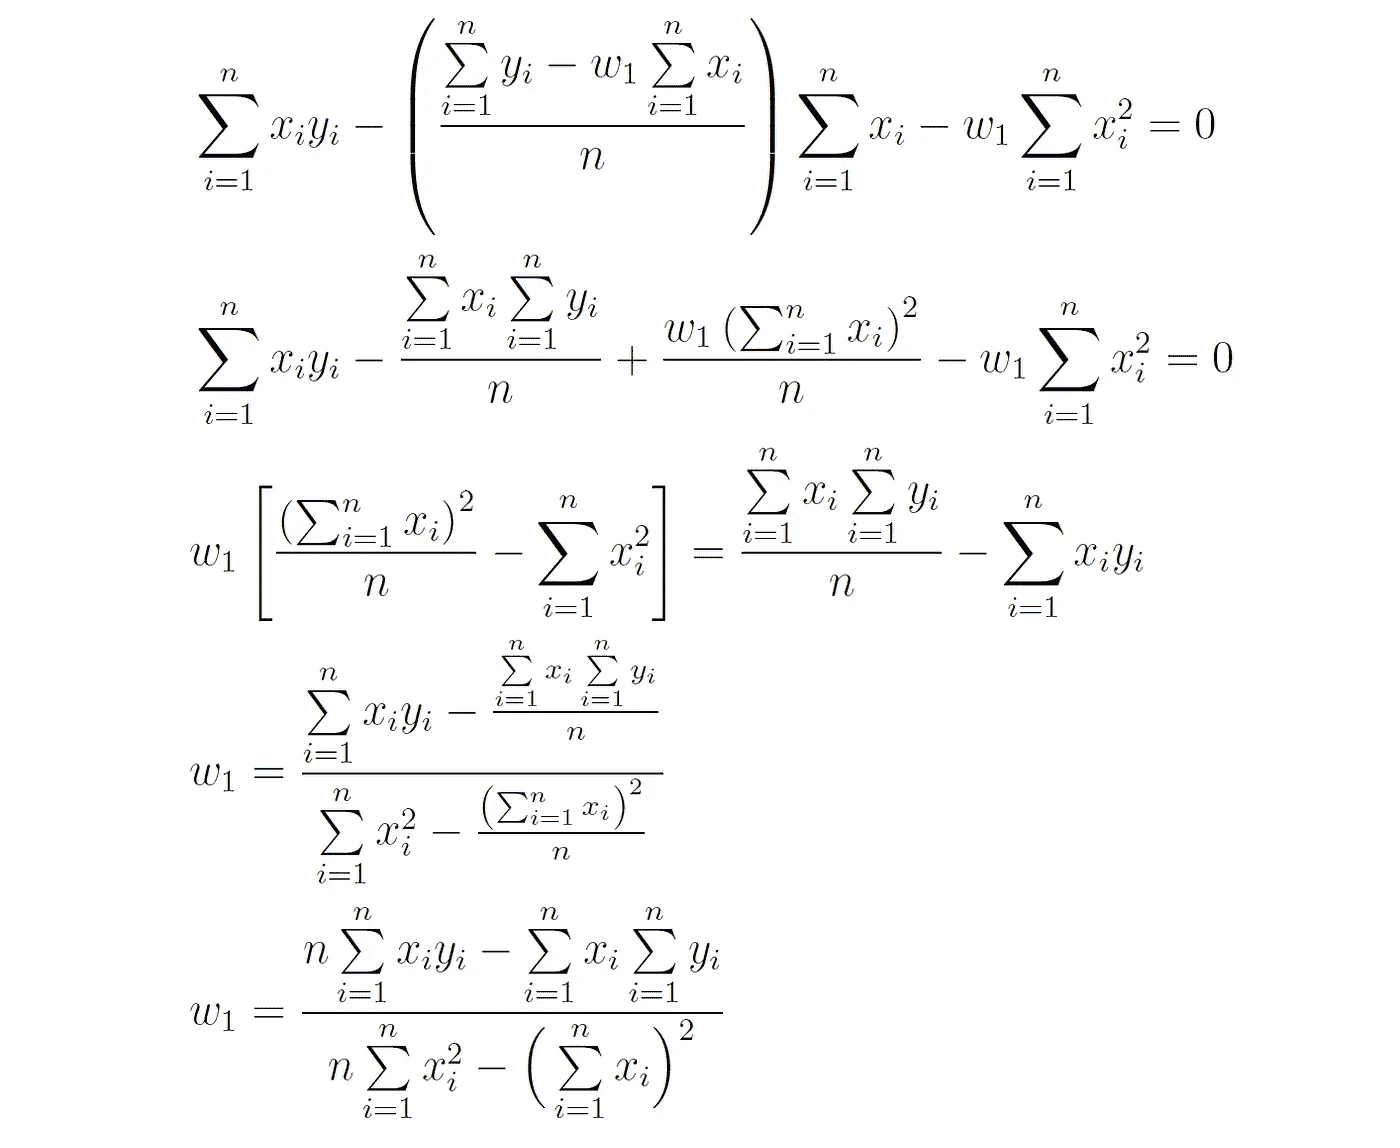 \sum_{i=1}^{n} x_i y_i - \left( \frac{\sum_{i=1}^{n} y_i - w_1 \sum_{i=1}^{n} x_i}{n} \right) \sum_{i=1}^{n} x_i - w_1 \sum_{i=1}^{n} x_i^2 = 0
\sum_{i=1}^{n} x_i y_i - \frac{\sum_{i=1}^{n} x_i \sum_{i=1}^{n} y_i}{n} + \frac{w_1 \left( \sum_{i=1}^{n} x_i \right)^2}{n} - w_1 \sum_{i=1}^{n} x_i^2 = 0
w_1 \left[ \frac{\left( \sum_{i=1}^{n} x_i \right)^2}{n} - \sum_{i=1}^{n} x_i^2 \right] = \frac{\sum_{i=1}^{n} x_i \sum_{i=1}^{n} y_i}{n} - \sum_{i=1}^{n} x_i y_i
w_1 = \frac{\sum_{i=1}^{n} x_i y_i - \frac{\sum_{i=1}^{n} x_i \sum_{i=1}^{n} y_i}{n}}{\sum_{i=1}^{n} x_i^2 - \frac{\left( \sum_{i=1}^{n} x_i \right)^2}{n}}
w_1 = \frac{n \sum_{i=1}^{n} x_i y_i - \sum_{i=1}^{n} x_i \sum_{i=1}^{n} y_i}{n \sum_{i=1}^{n} x_i^2 - \left( \sum_{i=1}^{n} x_i \right)^2}